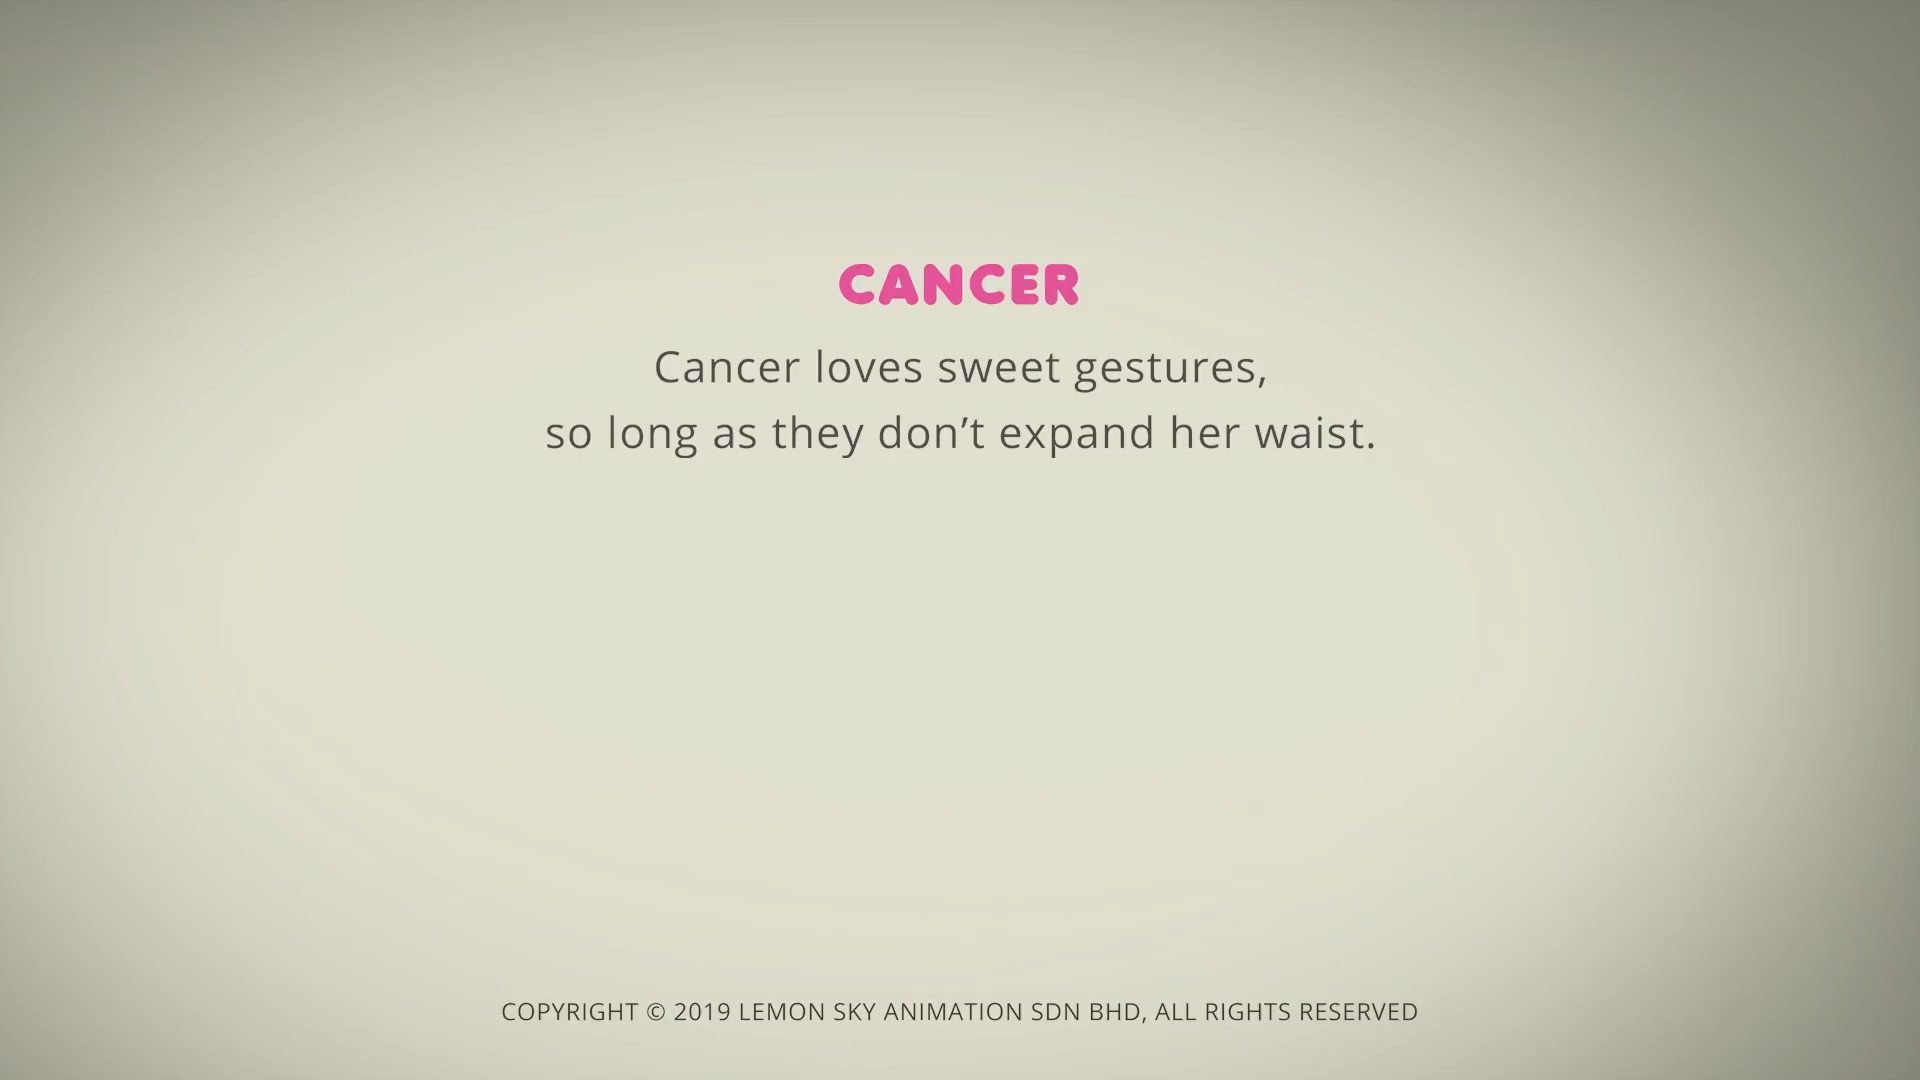 CANCER
Cancer loves sweet gestures,
so long as they don’t expand her waist.
COPYRIGHT © 2019 LEMON SKY ANIMATION SDN BHD, ALL RIGHTS RESERVED